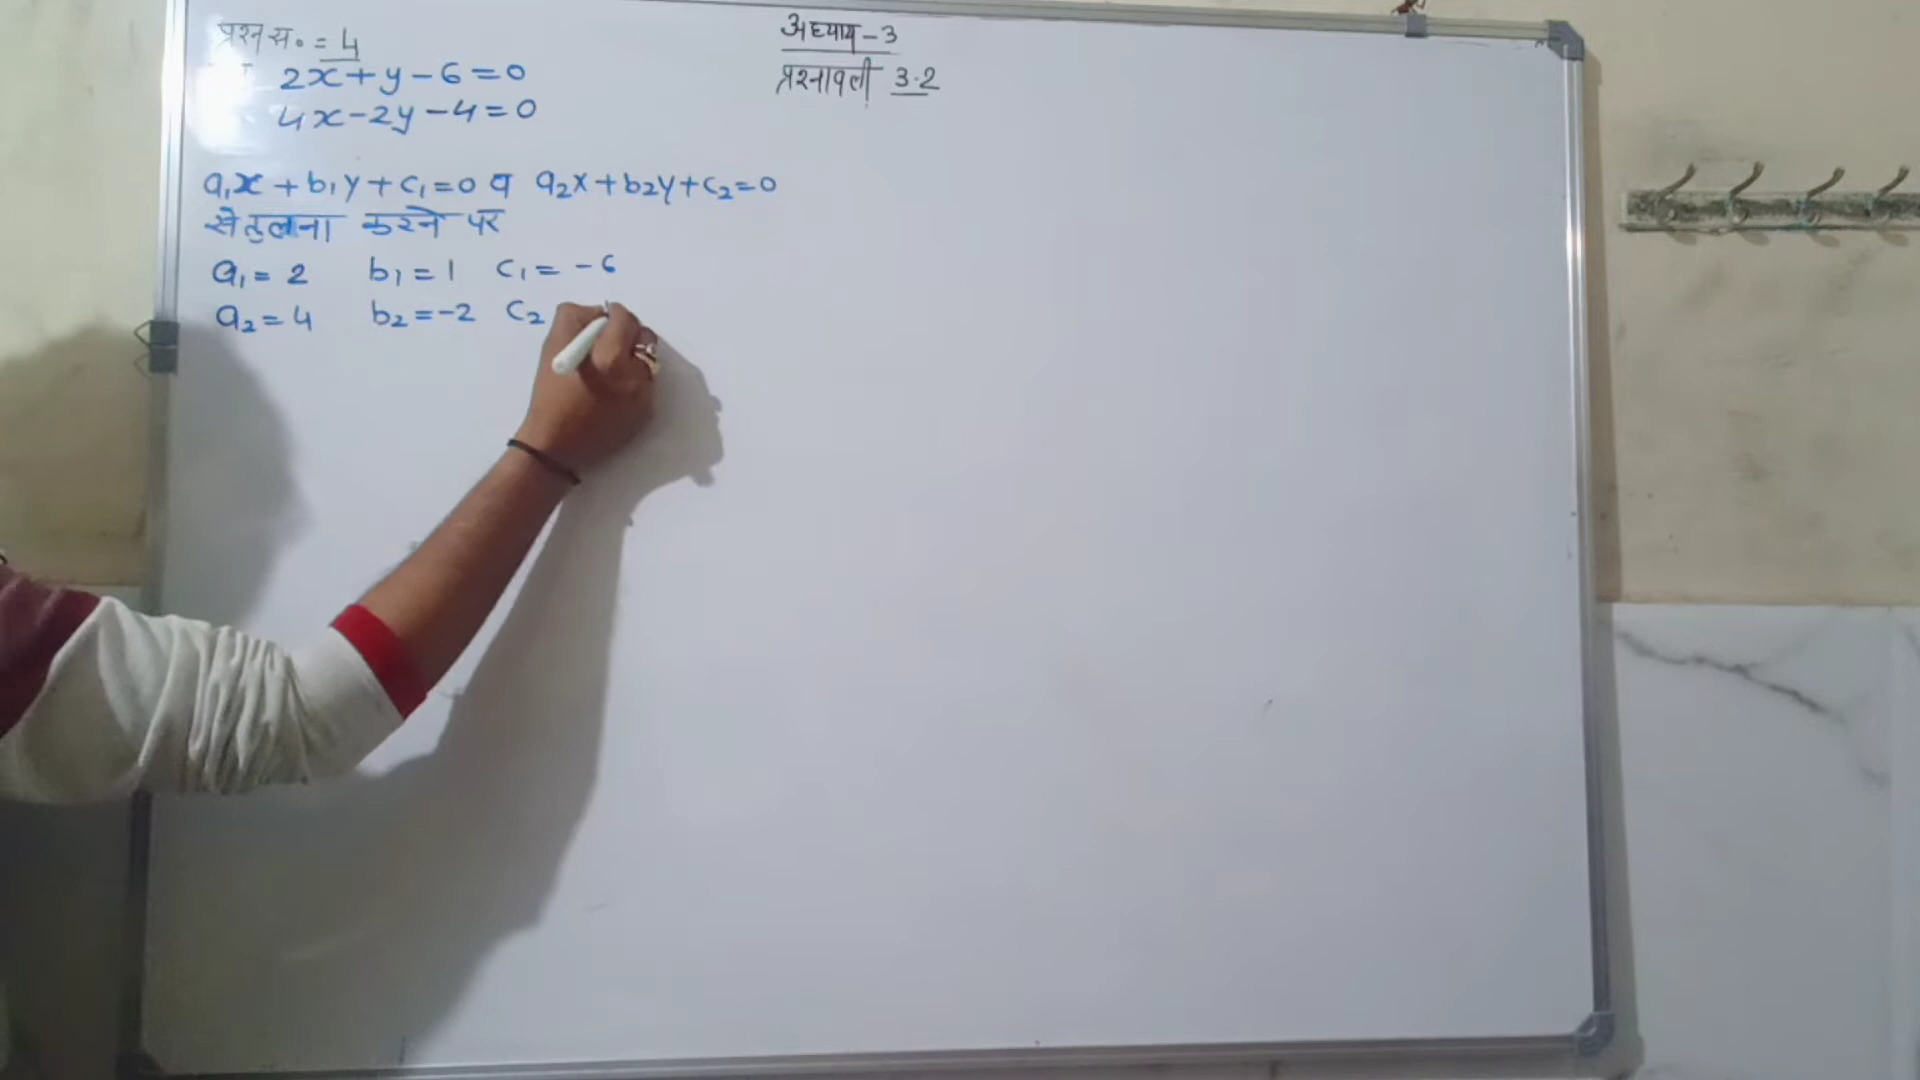 अध्याय-3
प्रश्नावली 3.2
प्रश्न स० = 4
2x+y-6=0
4x-2y-4=0
a₁x+b₁y+c₁=0 व a₂x+b₂y+c₂=0
से तुलना करने पर
a₁=2 b₁=1 c₁=-6
a₂=4 b₂=-2 c₂